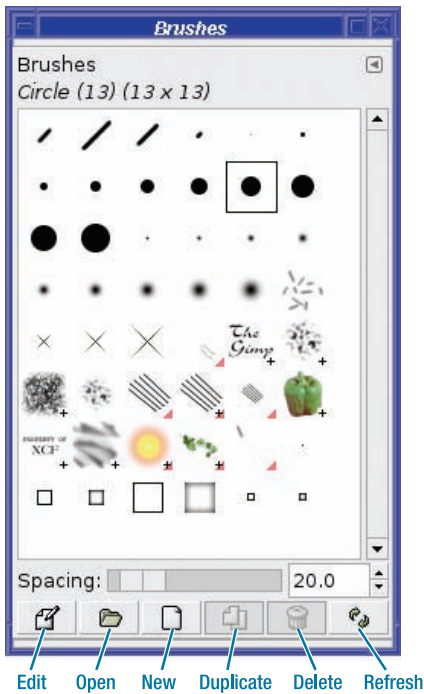 Brushes
Brushes
Circle (13) (13 x 13)
The
Gimp
PROPERTY OF
XCF
Spacing:
20.0
Edit Open New Duplicate Delete Refresh